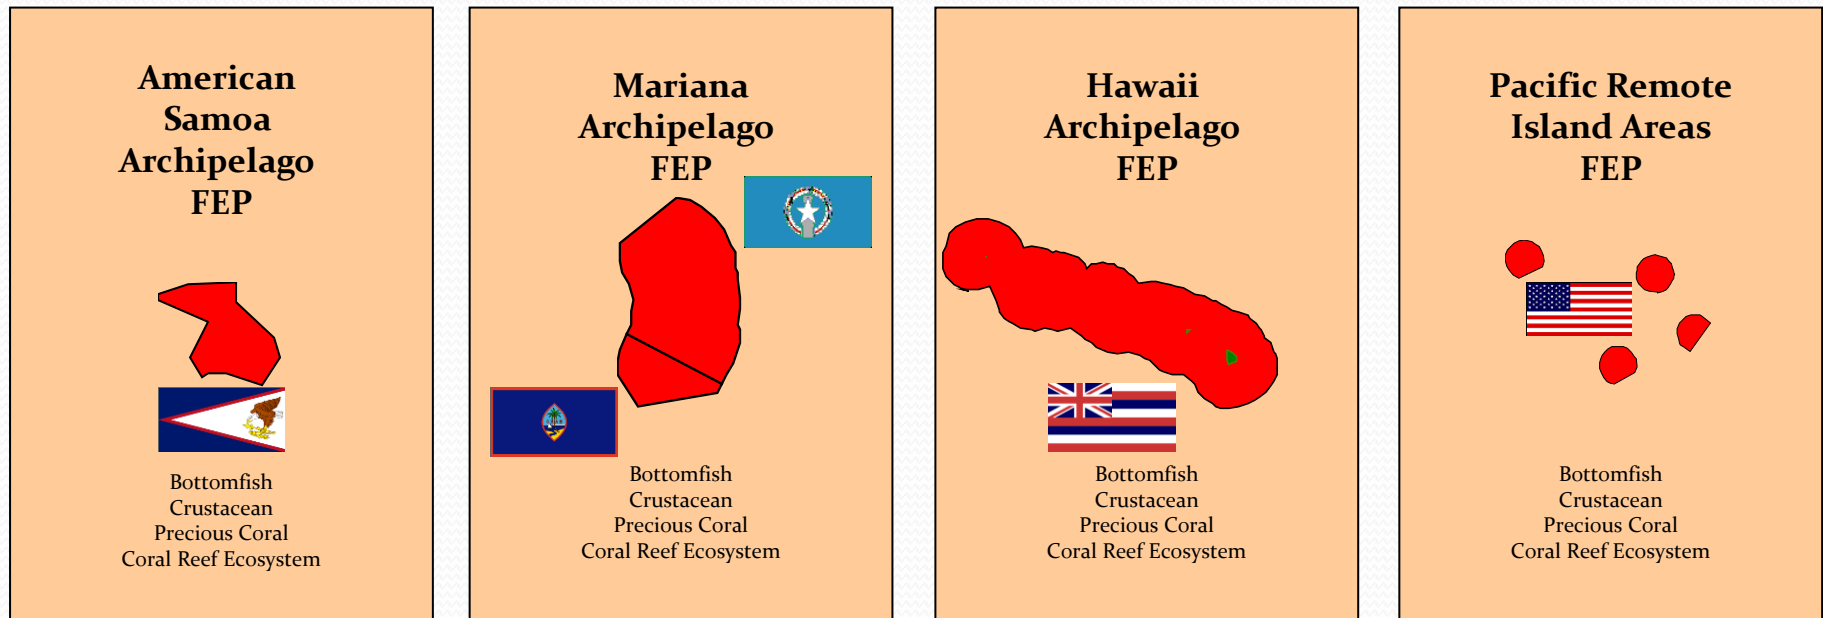 American
Samoa
Archipelago
FEP
Bottomfish
Crustacean
Precious Coral
Coral Reef Ecosystem
Mariana
Archipelago
FEP
Bottomfish
Crustacean
Precious Coral
Coral Reef Ecosystem
Hawaii
Archipelago
FEP
Bottomfish
Crustacean
Precious Coral
Coral Reef Ecosystem
Pacific Remote
Island Areas
FEP
Bottomfish
Crustacean
Precious Coral
Coral Reef Ecosystem